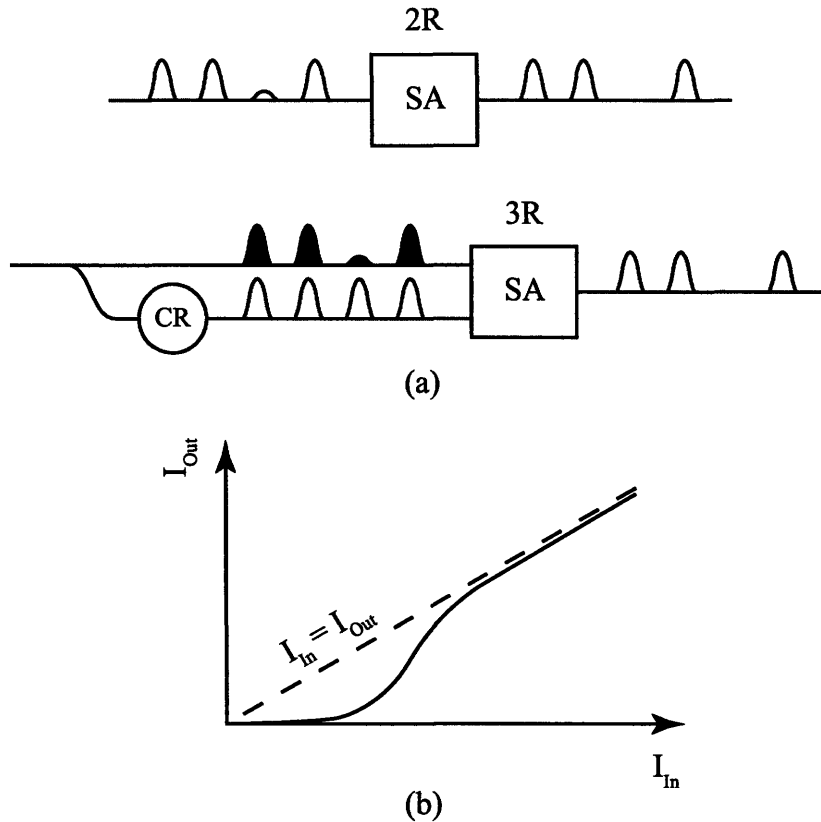 2R
SA
3R
SA
CR
(a)
I_Out
I_In = I_Out
I_In
(b)